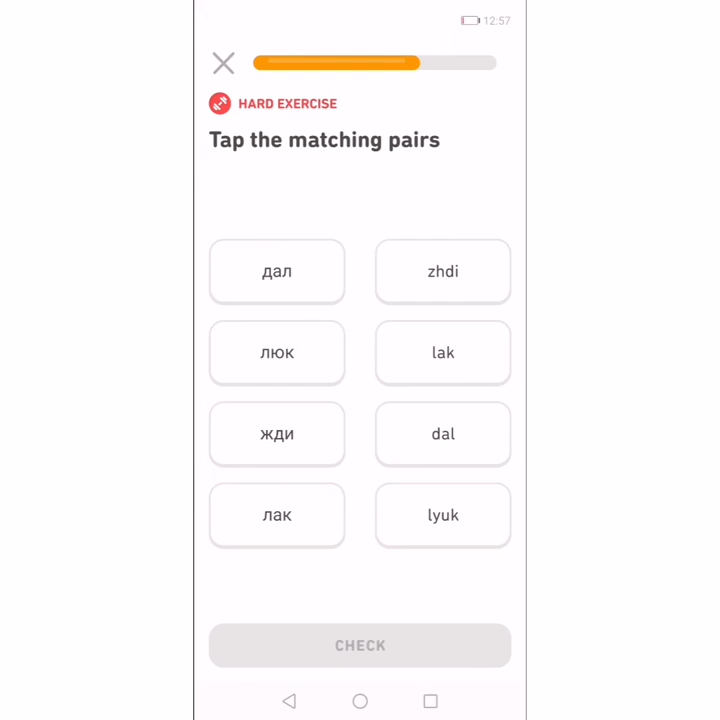 12:57
HARD EXERCISE
Tap the matching pairs
дал zhdi
люк lak
жди dal
лак lyuk
CHECK